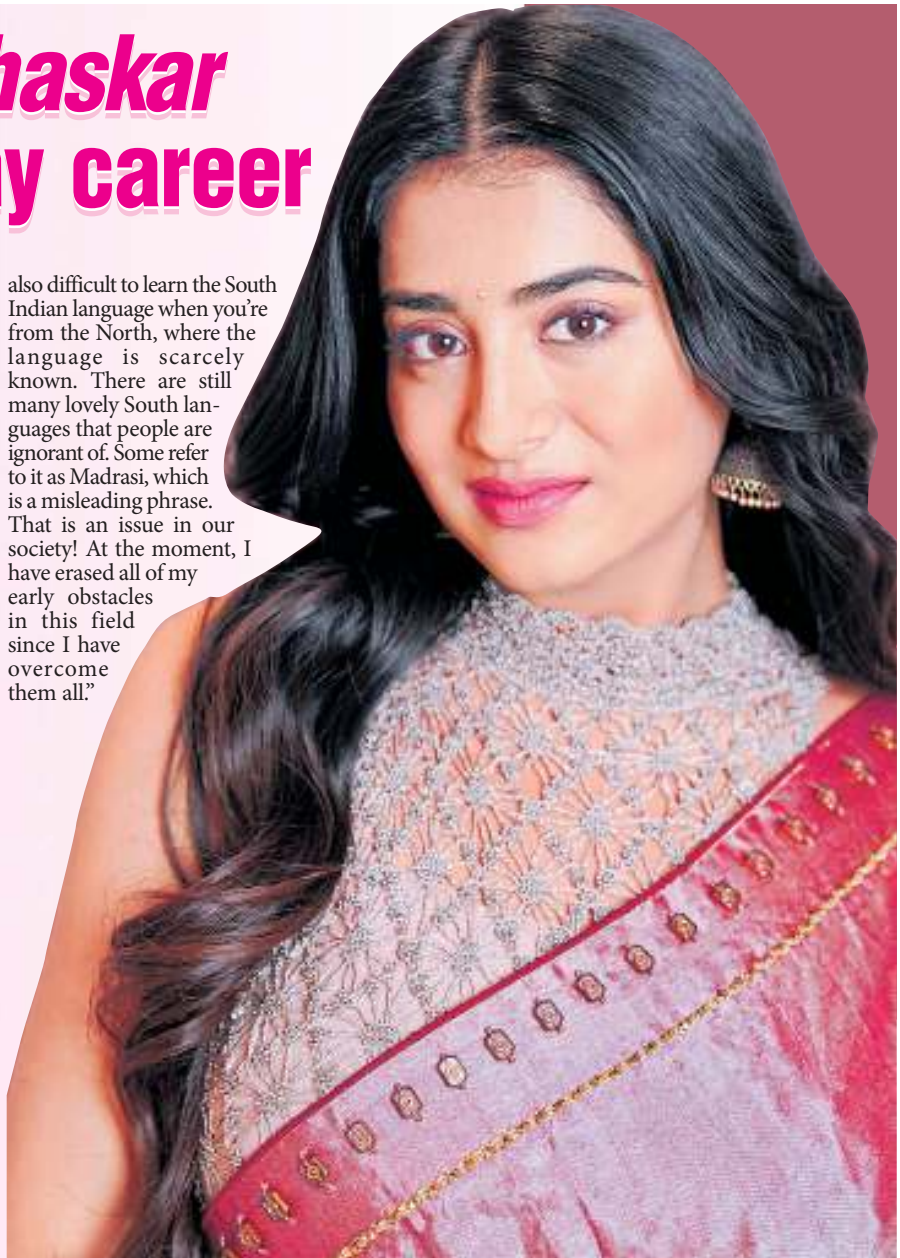 haskar
y career
also difficult to learn the South
Indian language when you're
from the North, where the
language is scarcely
known. There are still
many lovely South lan-
guages that people are
ignorant of. Some refer
to it as Madrasi, which
is a misleading phrase.
That is an issue in our
society! At the moment, I
have erased all of my
early obstacles
in this field
since I have
overcome
them all."